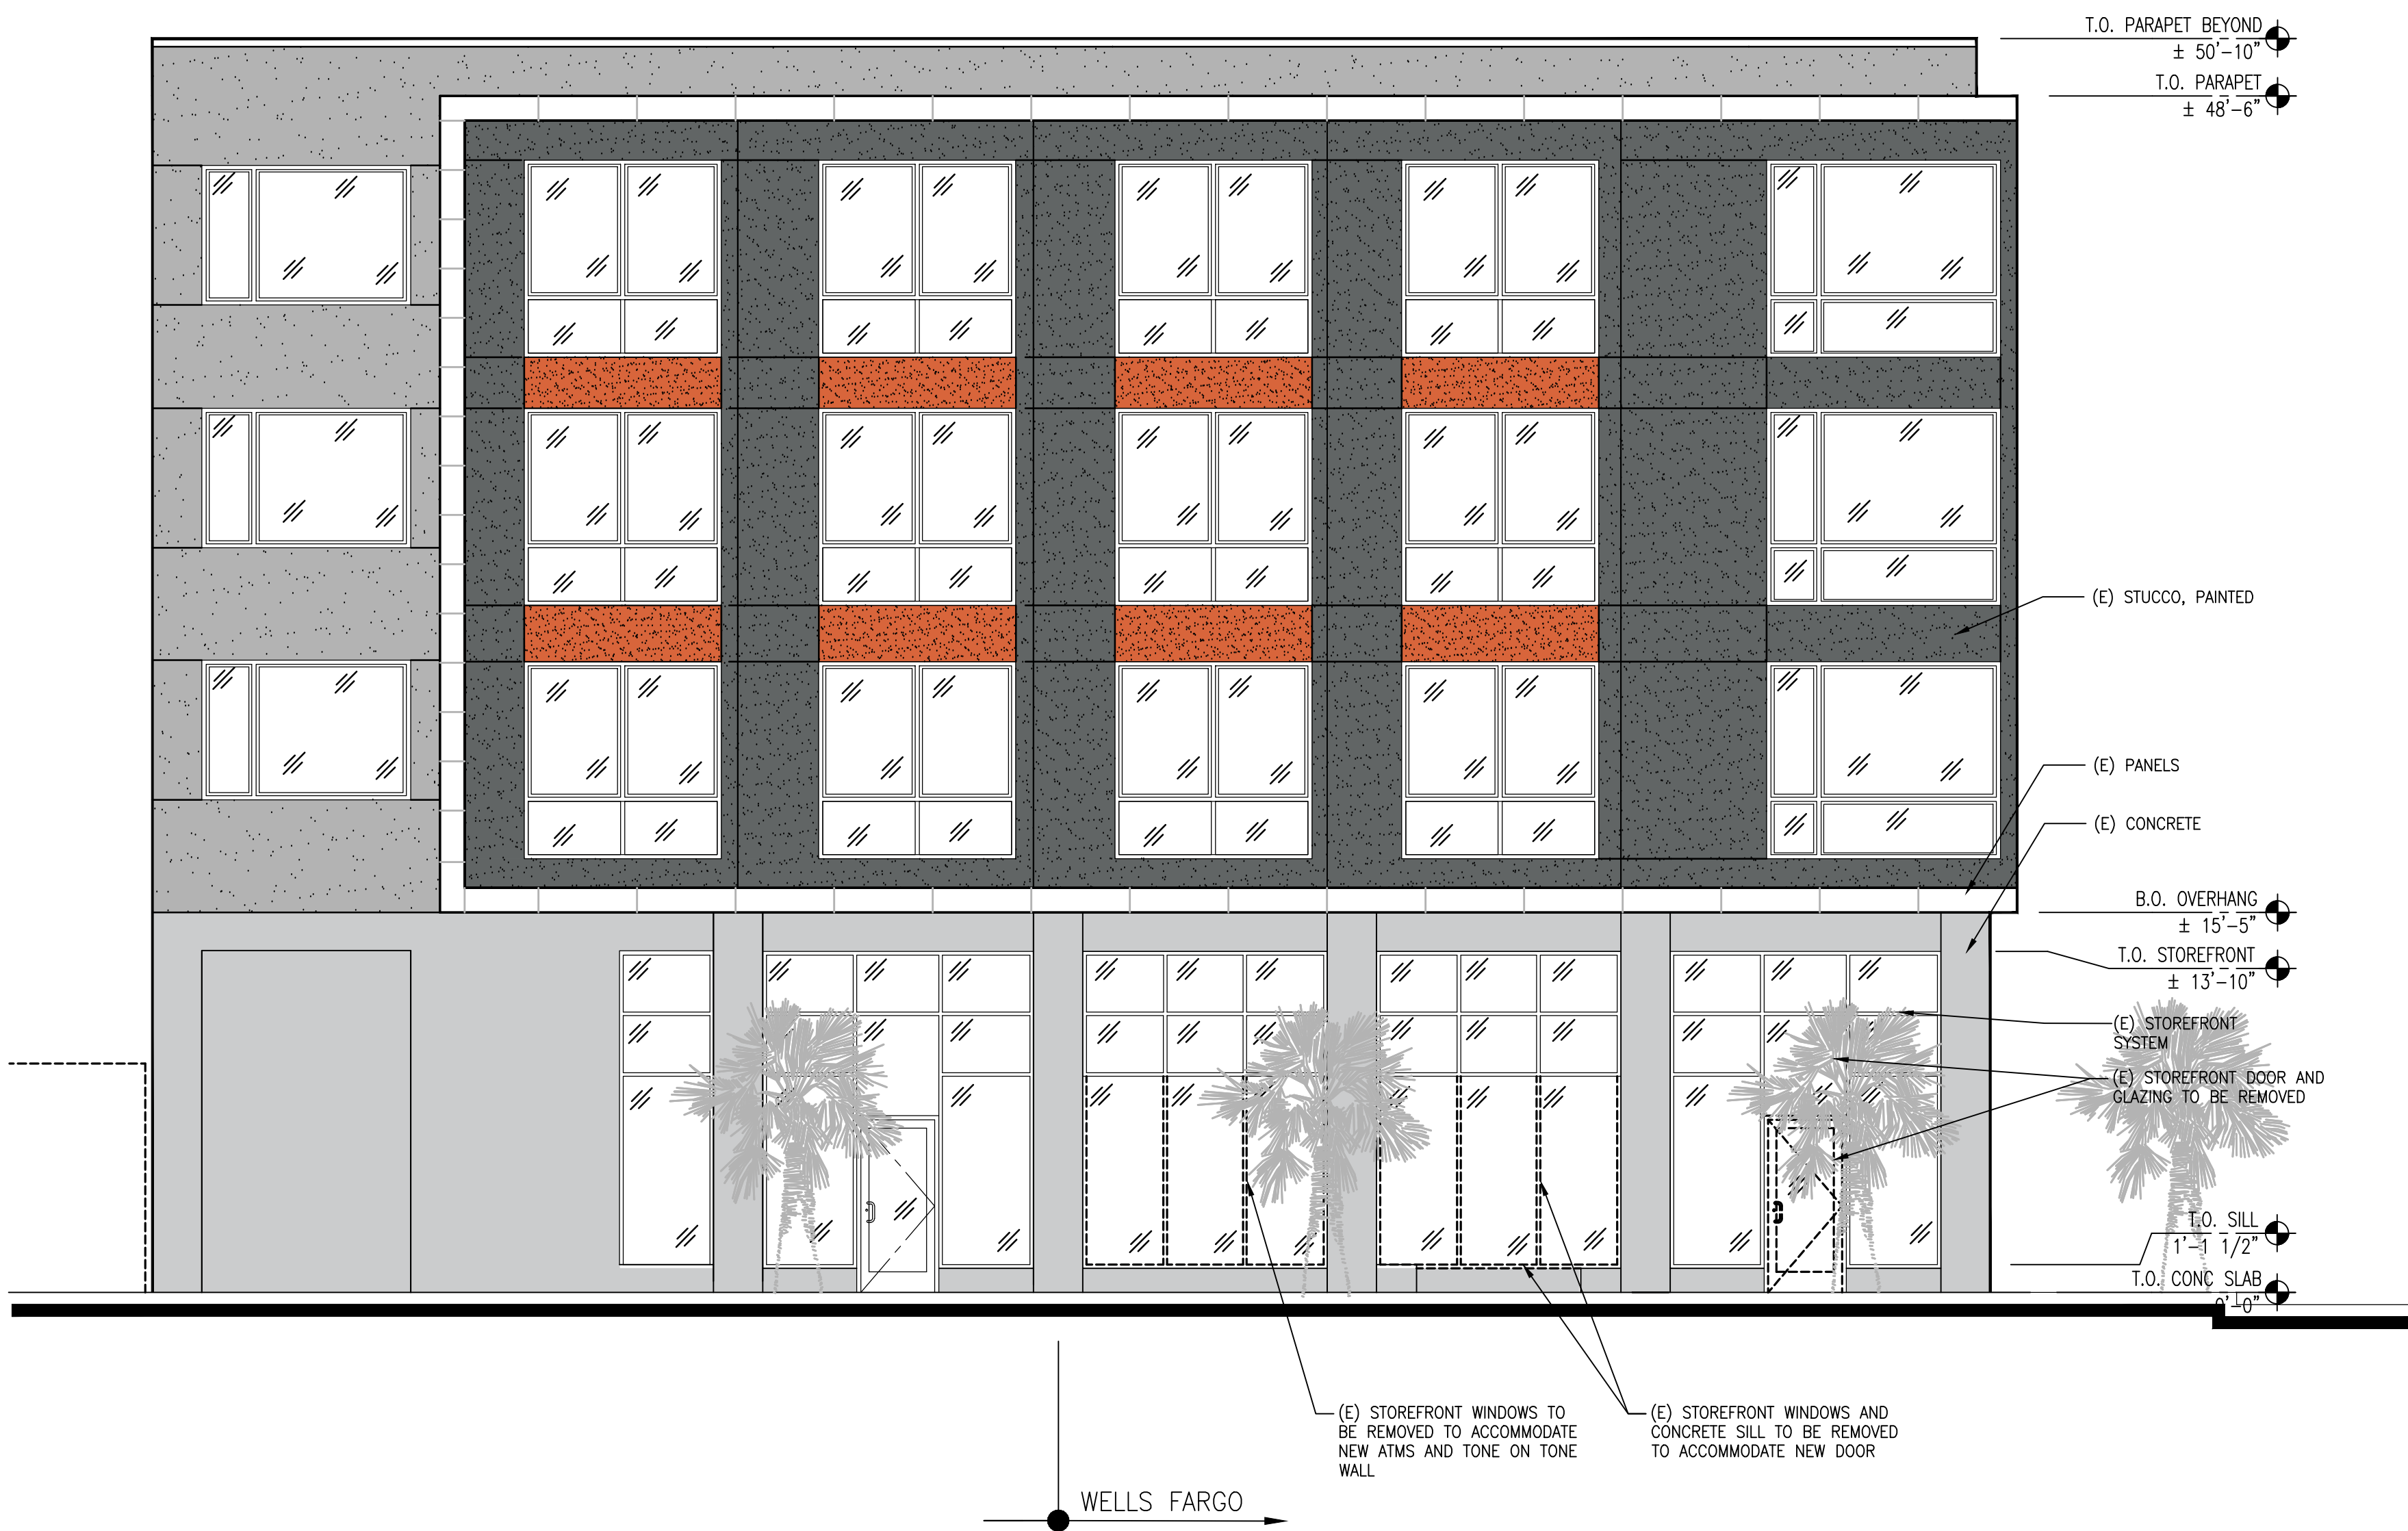 T.O. PARAPET BEYOND
± 50'-10"
T.O. PARAPET
± 48'-6"
(E) STUCCO, PAINTED
(E) PANELS
(E) CONCRETE
B.O. OVERHANG
± 15'-5"
T.O. STOREFRONT
± 13'-10"
(E) STOREFRONT
SYSTEM
(E) STOREFRONT DOOR AND
GLAZING TO BE REMOVED
T.O. SILL
1'-1 1/2"
T.O. CONC SLAB
0'-0"
(E) STOREFRONT WINDOWS TO
BE REMOVED TO ACCOMMODATE
NEW ATMS AND TONE ON TONE
WALL
(E) STOREFRONT WINDOWS AND
CONCRETE SILL TO BE REMOVED
TO ACCOMMODATE NEW DOOR
WELLS FARGO